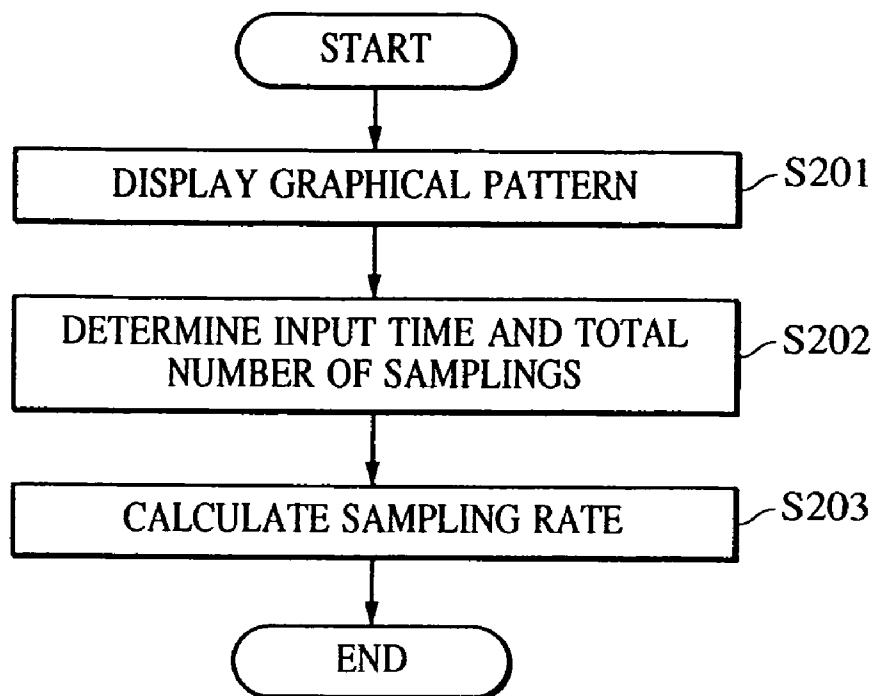 START
DISPLAY GRAPHICAL PATTERN
S201
DETERMINE INPUT TIME AND TOTAL
NUMBER OF SAMPLINGS
S202
CALCULATE SAMPLING RATE
S203
END